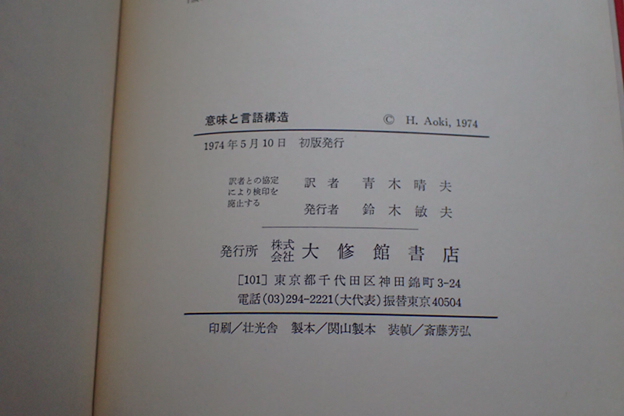 意味と言語構造 © H. Aoki, 1974
1974年5月10日 初版発行
訳者との協定
により検印を
廃止する
訳者 青木晴夫
発行者 鈴木敏夫
発行所 株式会社 大修館書店
[101] 東京都千代田区神田錦町3-24
電話(03)294-2221(大代表)振替東京40504
印刷/壮光舎 製本/関山製本 装幀/斎藤芳弘